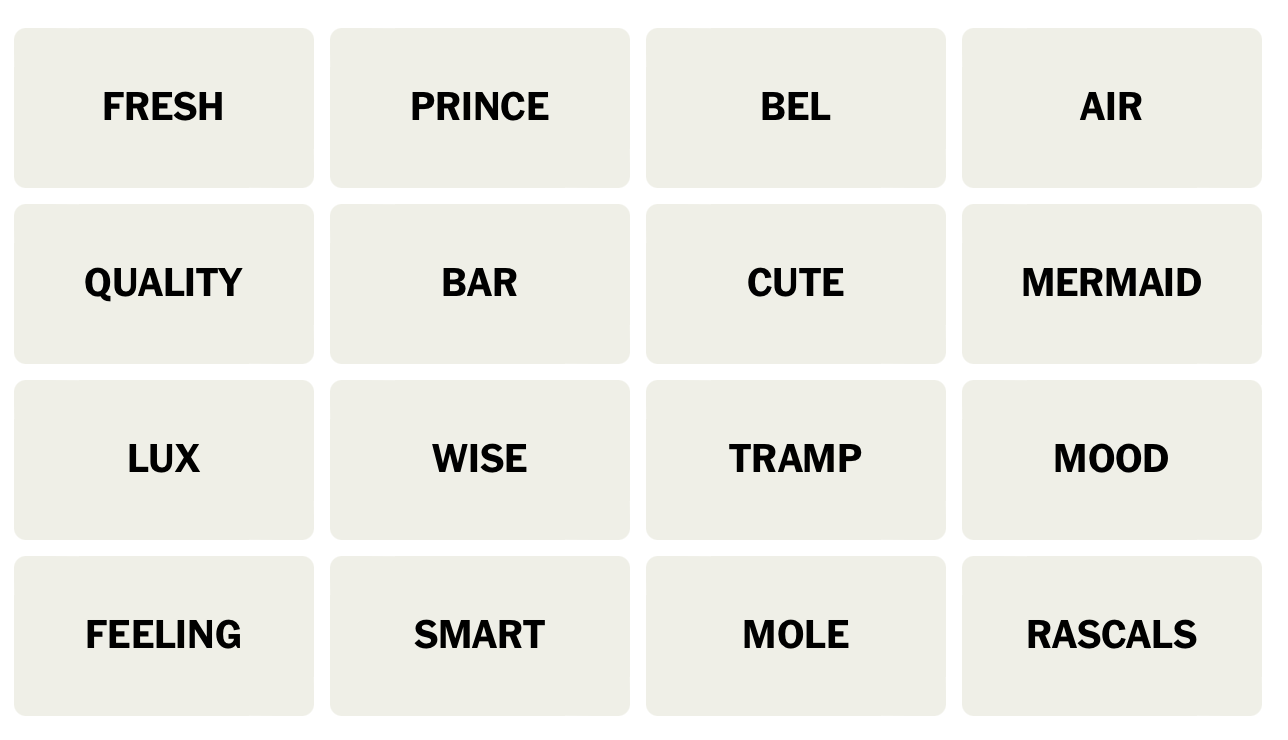 FRESH PRINCE BEL AIR
QUALITY BAR CUTE MERMAID
LUX WISE TRAMP MOOD
FEELING SMART MOLE RASCALS